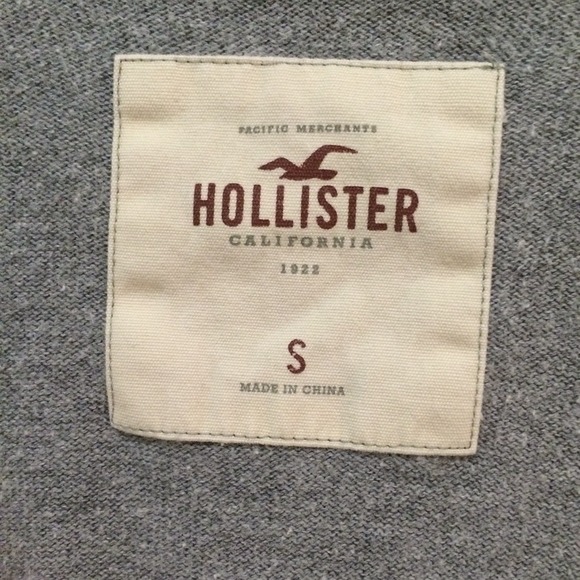 PACIFIC MERCHANTS
HOLLISTER
CALIFORNIA
1922
S
MADE IN CHINA